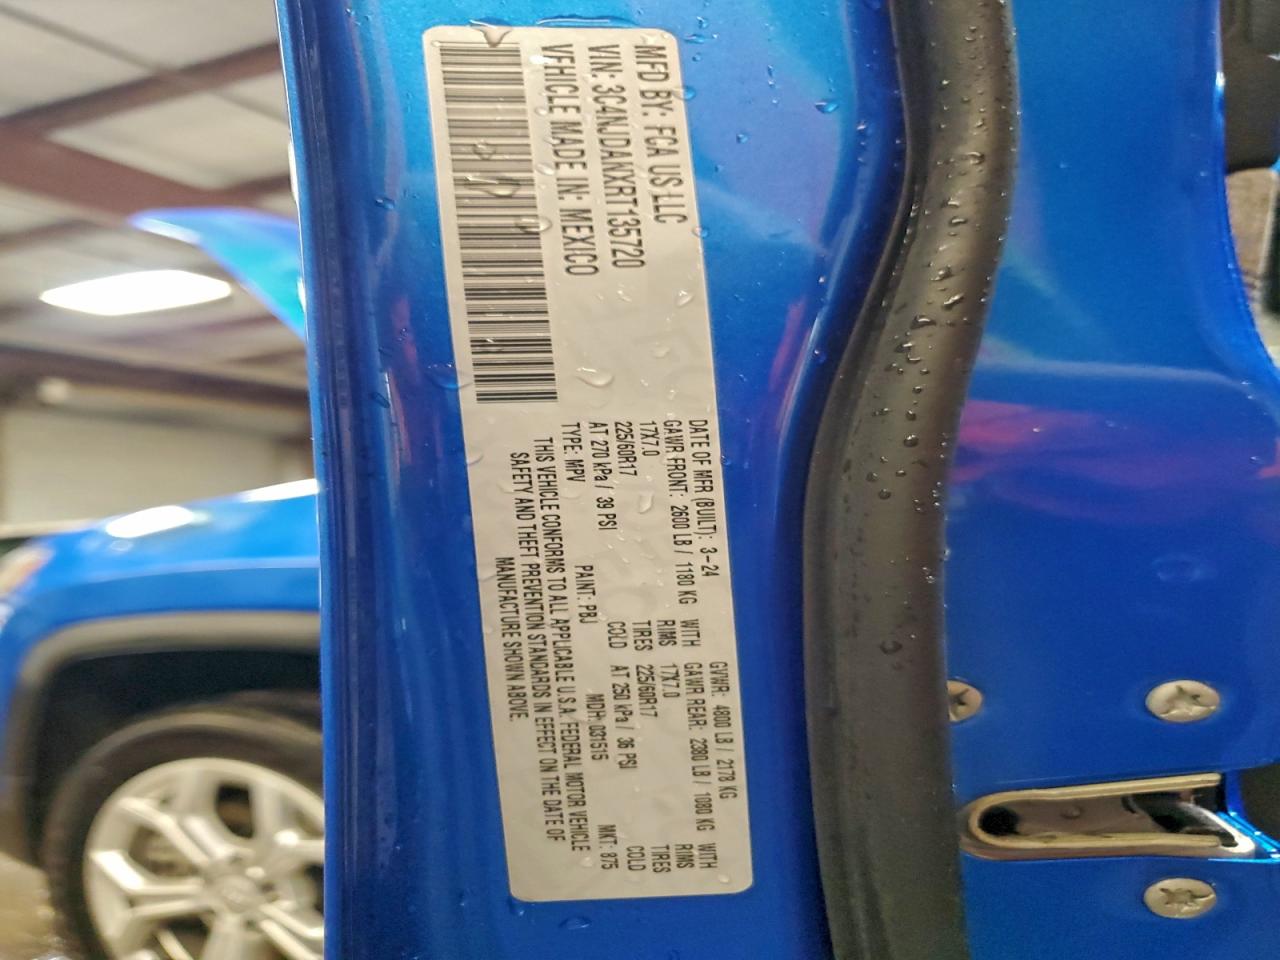 MFD BY: FCA US LLC
VIN: 3C4NJDANXRT135720
VEHICLE MADE IN: MEXICO
DATE OF MFR (BUILT): 3-24 GVWR: 4800 LB / 2178 KG
GAWR FRONT: 2600 LB / 1180 KG WITH GAWR REAR: 2380 LB / 1080 KG WITH
17X7.0 RIMS 17X7.0 RIMS
225/60R17 TIRES 225/60R17 TIRES
AT 270 kPa / 39 PSI COLD AT 250 kPa / 36 PSI COLD
TYPE: MPV PAINT: PBJ MDH: 031515 MKT: 875
THIS VEHICLE CONFORMS TO ALL APPLICABLE U.S.A. FEDERAL MOTOR VEHICLE
SAFETY AND THEFT PREVENTION STANDARDS IN EFFECT ON THE DATE OF
MANUFACTURE SHOWN ABOVE.